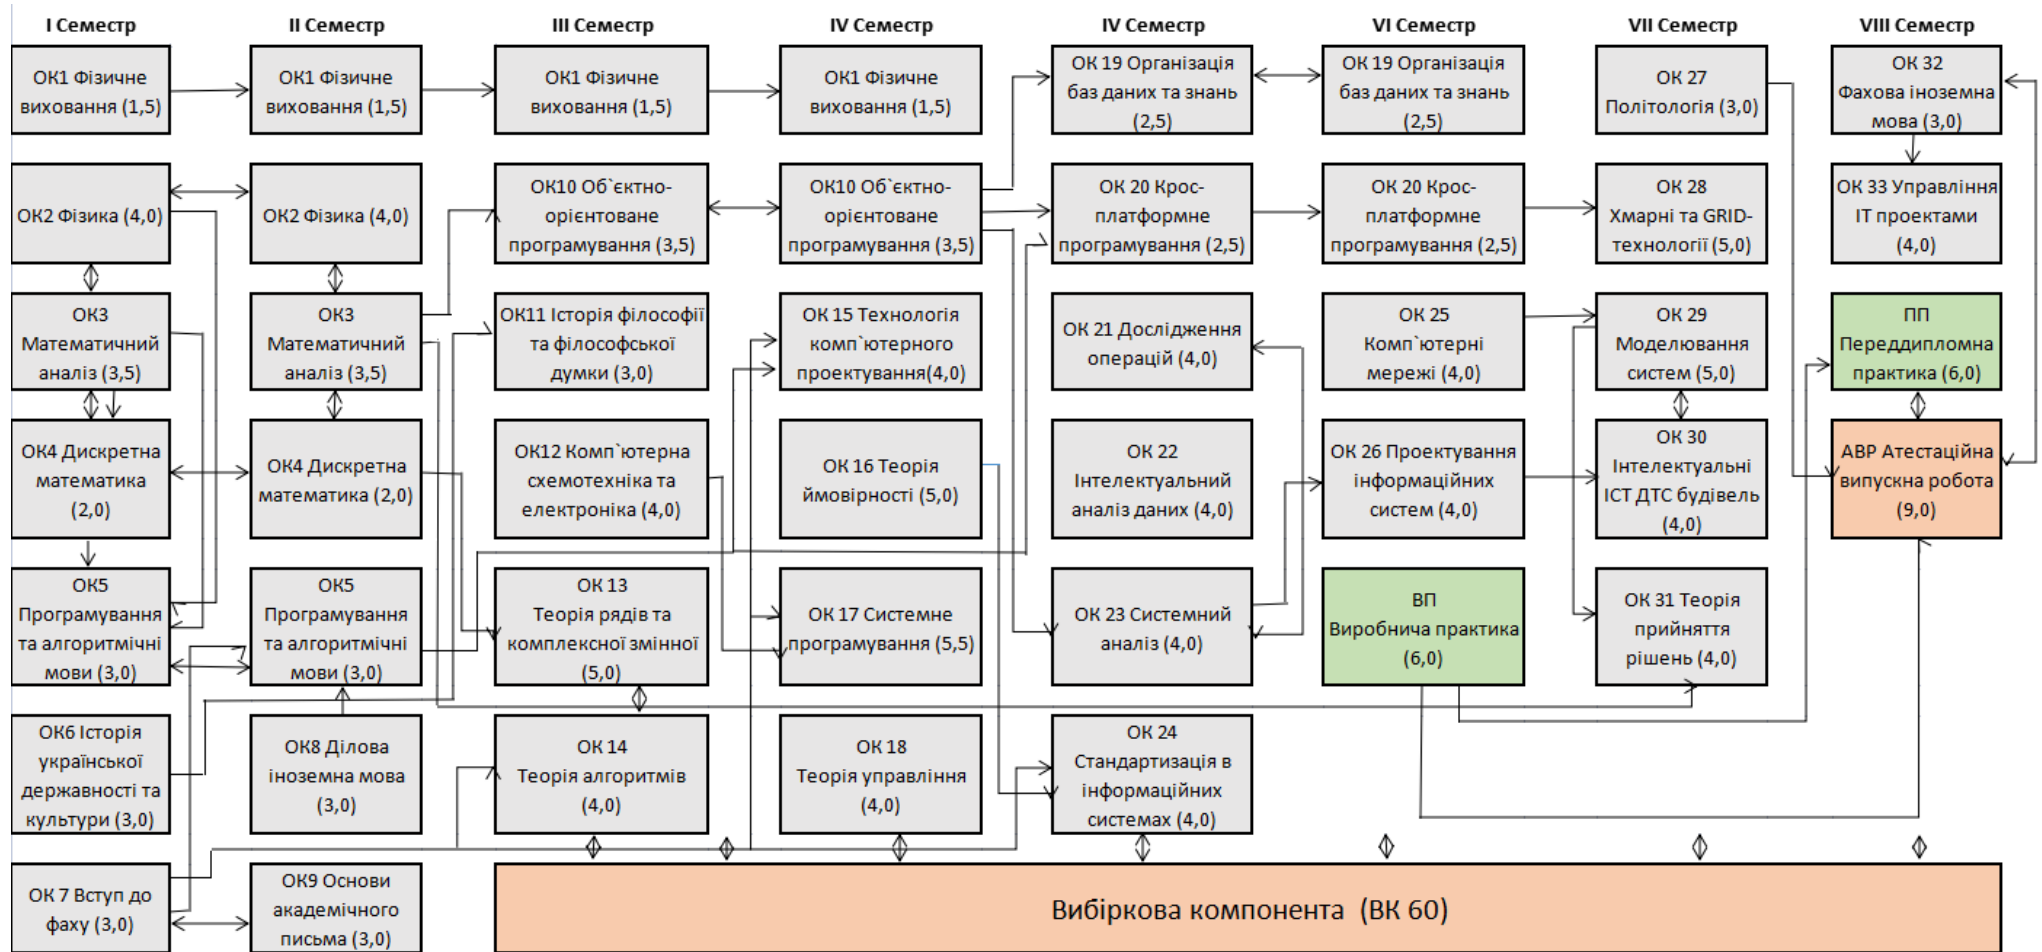 I Семестр
II Семестр
III Семестр
IV Семестр
IV Семестр
VI Семестр
VII Семестр
VIII Семестр
ОК1 Фізичне
виховання (1,5)
ОК1 Фізичне
виховання (1,5)
ОК1 Фізичне
виховання (1,5)
ОК1 Фізичне
виховання (1,5)
ОК 19 Організація
баз даних та знань
(2,5)
ОК 19 Організація
баз даних та знань
(2,5)
ОК 27
Політологія (3,0)
ОК 32
Фахова іноземна
мова (3,0)
ОК2 Фізика (4,0)
ОК2 Фізика (4,0)
ОК10 Об`єктно-
орієнтоване
програмування (3,5)
ОК10 Об`єктно-
орієнтоване
програмування (3,5)
ОК 20 Крос-
платформне
програмування (2,5)
ОК 20 Крос-
платформне
програмування (2,5)
ОК 28
Хмарні та GRID-
технології (5,0)
ОК 33 Управління
ІТ проектами
(4,0)
ОК3
Математичний
аналіз (3,5)
ОК3
Математичний
аналіз (3,5)
ОК11 Історія філософії
та філософської
думки (3,0)
ОК 15 Технологія
комп`ютерного
проектування(4,0)
ОК 21 Дослідження
операцій (4,0)
ОК 25
Комп`ютерні
мережі (4,0)
ОК 29
Моделювання
систем (5,0)
ПП
Переддипломна
практика (6,0)
ОК4 Дискретна
математика
(2,0)
ОК4 Дискретна
математика (2,0)
ОК12 Комп`ютерна
схемотехніка та
електроніка (4,0)
ОК 16 Теорія
ймовірності (5,0)
ОК 22
Інтелектуальний
аналіз даних (4,0)
ОК 26 Проектування
інформаційних
систем (4,0)
ОК 30
Інтелектуальні
ІСТ ДТС будівель
(4,0)
АВР Атестаційна
випускна робота
(9,0)
ОК5
Програмування
та алгоритмічні
мови (3,0)
ОК5
Програмування
та алгоритмічні
мови (3,0)
ОК 13
Теорія рядів та
комплексної змінної
(5,0)
ОК 17 Системне
програмування (5,5)
ОК 23 Системний
аналіз (4,0)
ВП
Виробнича практика
(6,0)
ОК 31 Теорія
прийняття
рішень (4,0)
ОК6 Історія
української
державності та
культури (3,0)
ОК8 Ділова
іноземна мова
(3,0)
ОК 14
Теорія алгоритмів
(4,0)
ОК 18
Теорія управління
(4,0)
ОК 24
Стандартизація в
інформаційних
системах (4,0)
ОК 7 Вступ до
фаху (3,0)
ОК9 Основи
академічного
письма (3,0)
Вибіркова компонента (ВК 60)